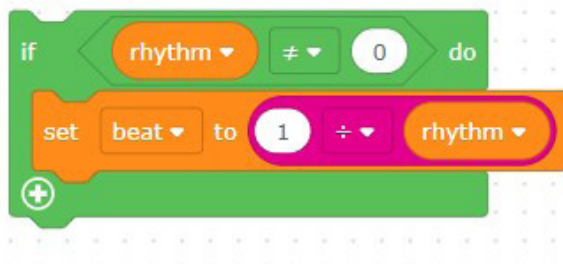 if rhythm ≠ 0 do
set beat to 1 ÷ rhythm